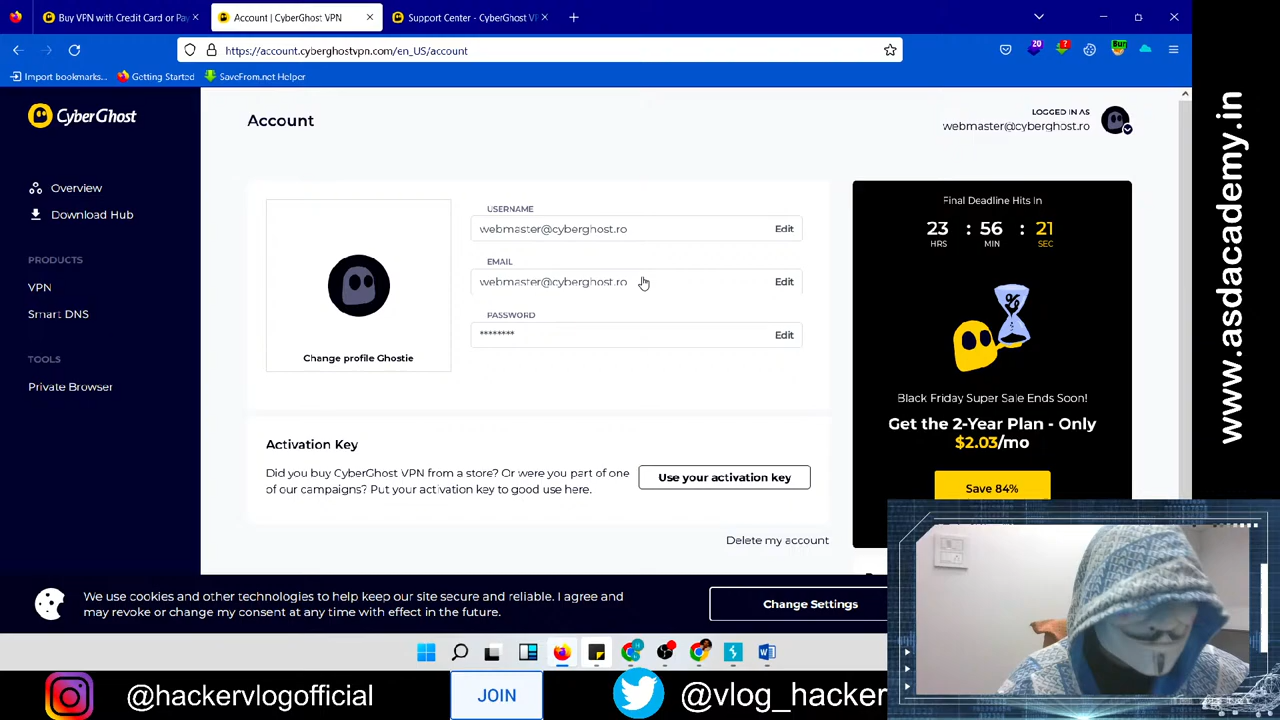 Buy VPN with Credit Card or Pay
Account | CyberGhost VPN
Support Center - CyberGhost VP
https://account.cyberghostvpn.com/en_US/account
20
?
Bur
Import bookmarks...
Getting Started
SaveFrom.net Helper
CyberGhost
Overview
Download Hub
PRODUCTS
VPN
Smart DNS
TOOLS
Private Browser
Account
LOGGED IN AS
webmaster@cyberghost.ro
USERNAME
webmaster@cyberghost.ro
Edit
EMAIL
webmaster@cyberghost.ro
Edit
PASSWORD
********
Edit
Change profile Ghostie
Activation Key
Did you buy CyberGhost VPN from a store? Or were you part of one
of our campaigns? Put your activation key to good use here.
Use your activation key
Delete my account
Final Deadline Hits In
23 : 56 : 21
HRS MIN SEC
%
Black Friday Super Sale Ends Soon!
Get the 2-Year Plan - Only
$2.03/mo
Save 84%
We use cookies and other technologies to help keep our site secure and reliable. I agree and
may revoke or change my consent at any time with effect in the future.
Change Settings
www.asdacademy.in
@hackervlogofficial
JOIN
@vlog_hacker